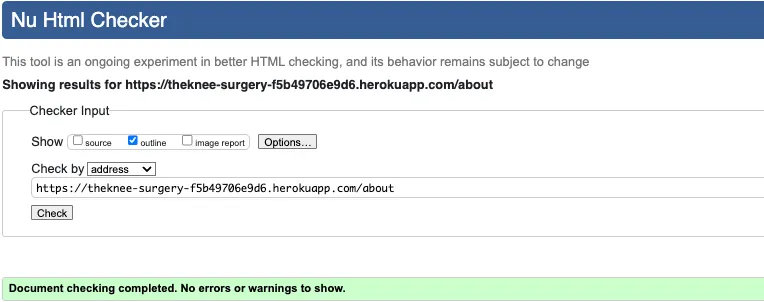 Nu Html Checker
This tool is an ongoing experiment in better HTML checking, and its behavior remains subject to change
Showing results for https://theknee-surgery-f5b49706e9d6.herokuapp.com/about
Checker Input
Show source outline image report Options...
Check by address
https://theknee-surgery-f5b49706e9d6.herokuapp.com/about
Check
Document checking completed. No errors or warnings to show.